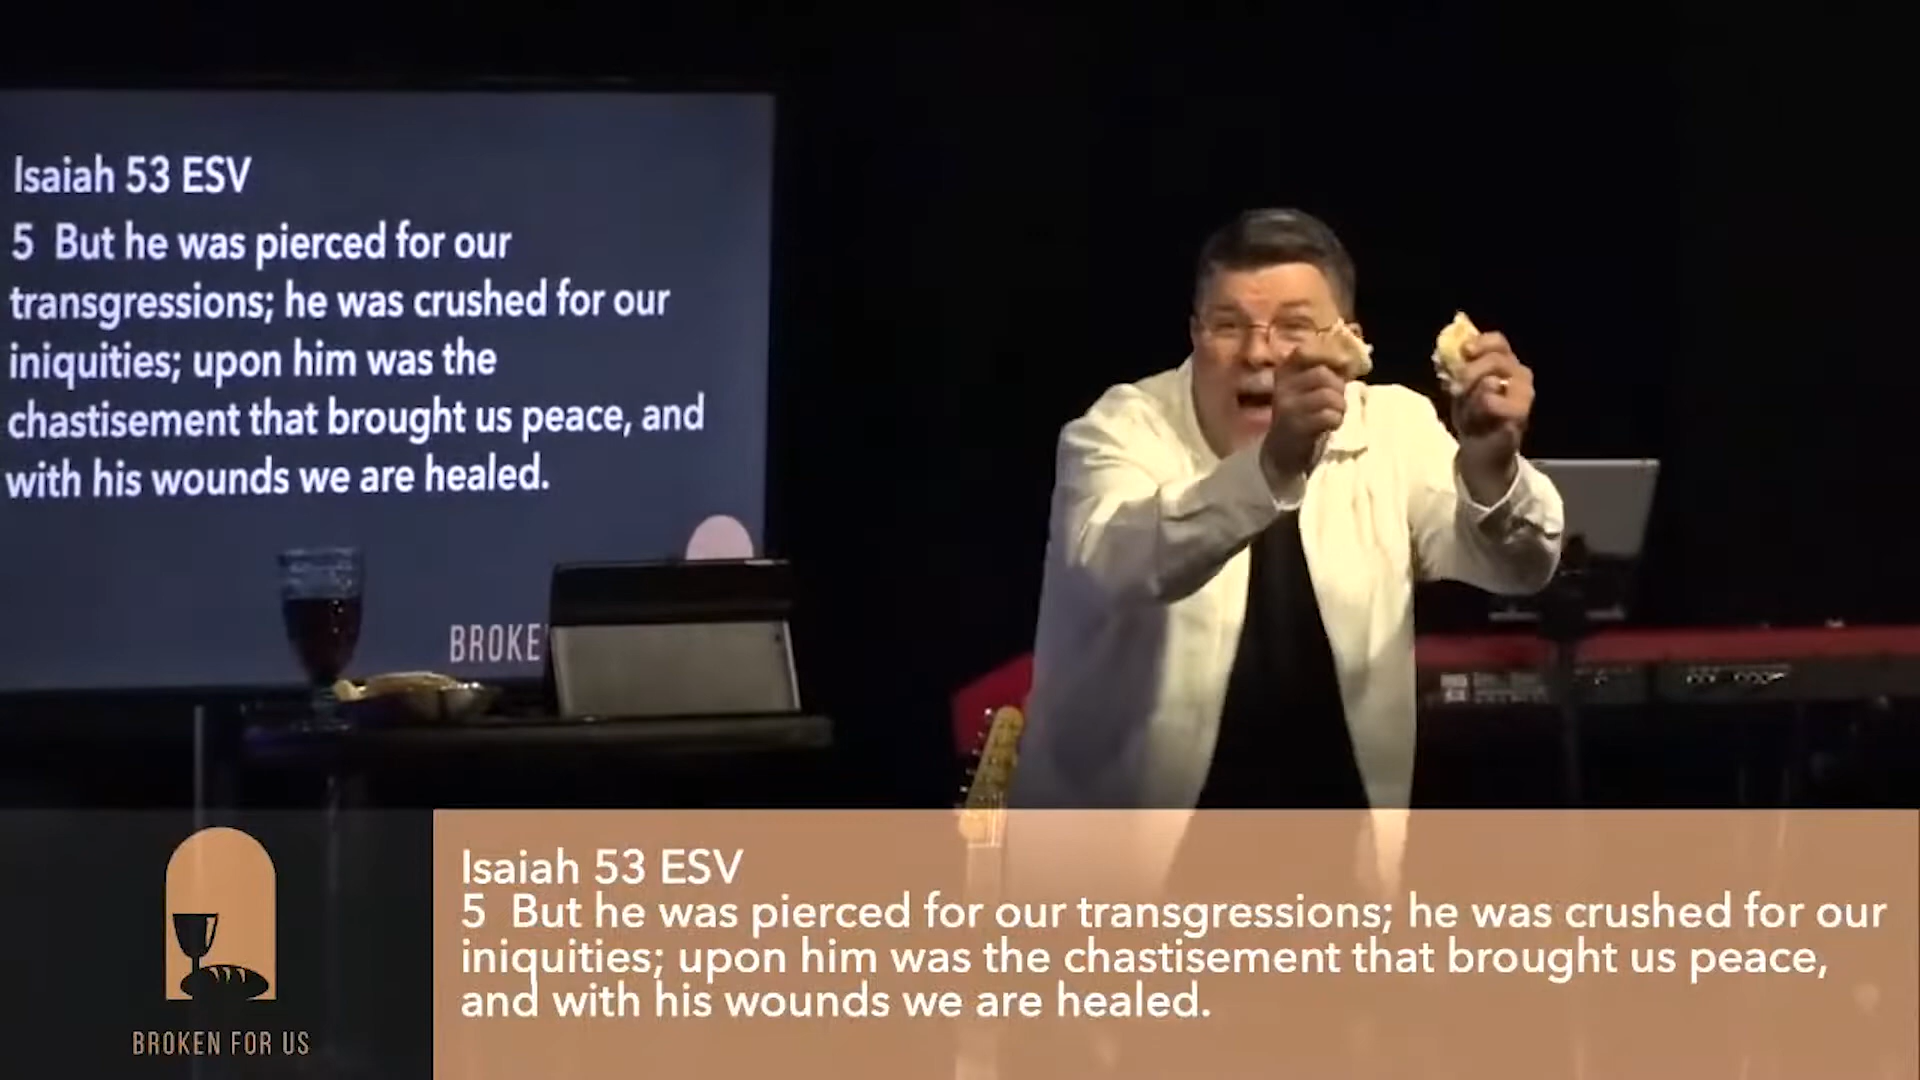 Isaiah 53 ESV
5 But he was pierced for our
transgressions; he was crushed for our
iniquities; upon him was the
chastisement that brought us peace, and
with his wounds we are healed.
BROKE
Isaiah 53 ESV
5 But he was pierced for our transgressions; he was crushed for our
iniquities; upon him was the chastisement that brought us peace,
and with his wounds we are healed.
BROKEN FOR US